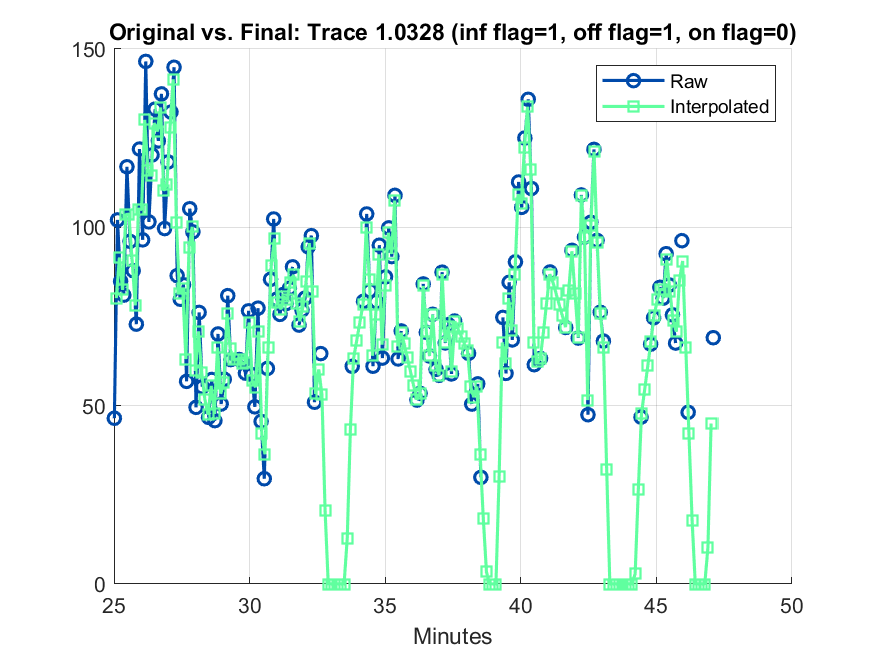 Original vs. Final: Trace 1.0328 (inf flag=1, off flag=1, on flag=0)
150
100
50
0
Raw
Interpolated
25
30
35
40
45
50
Minutes